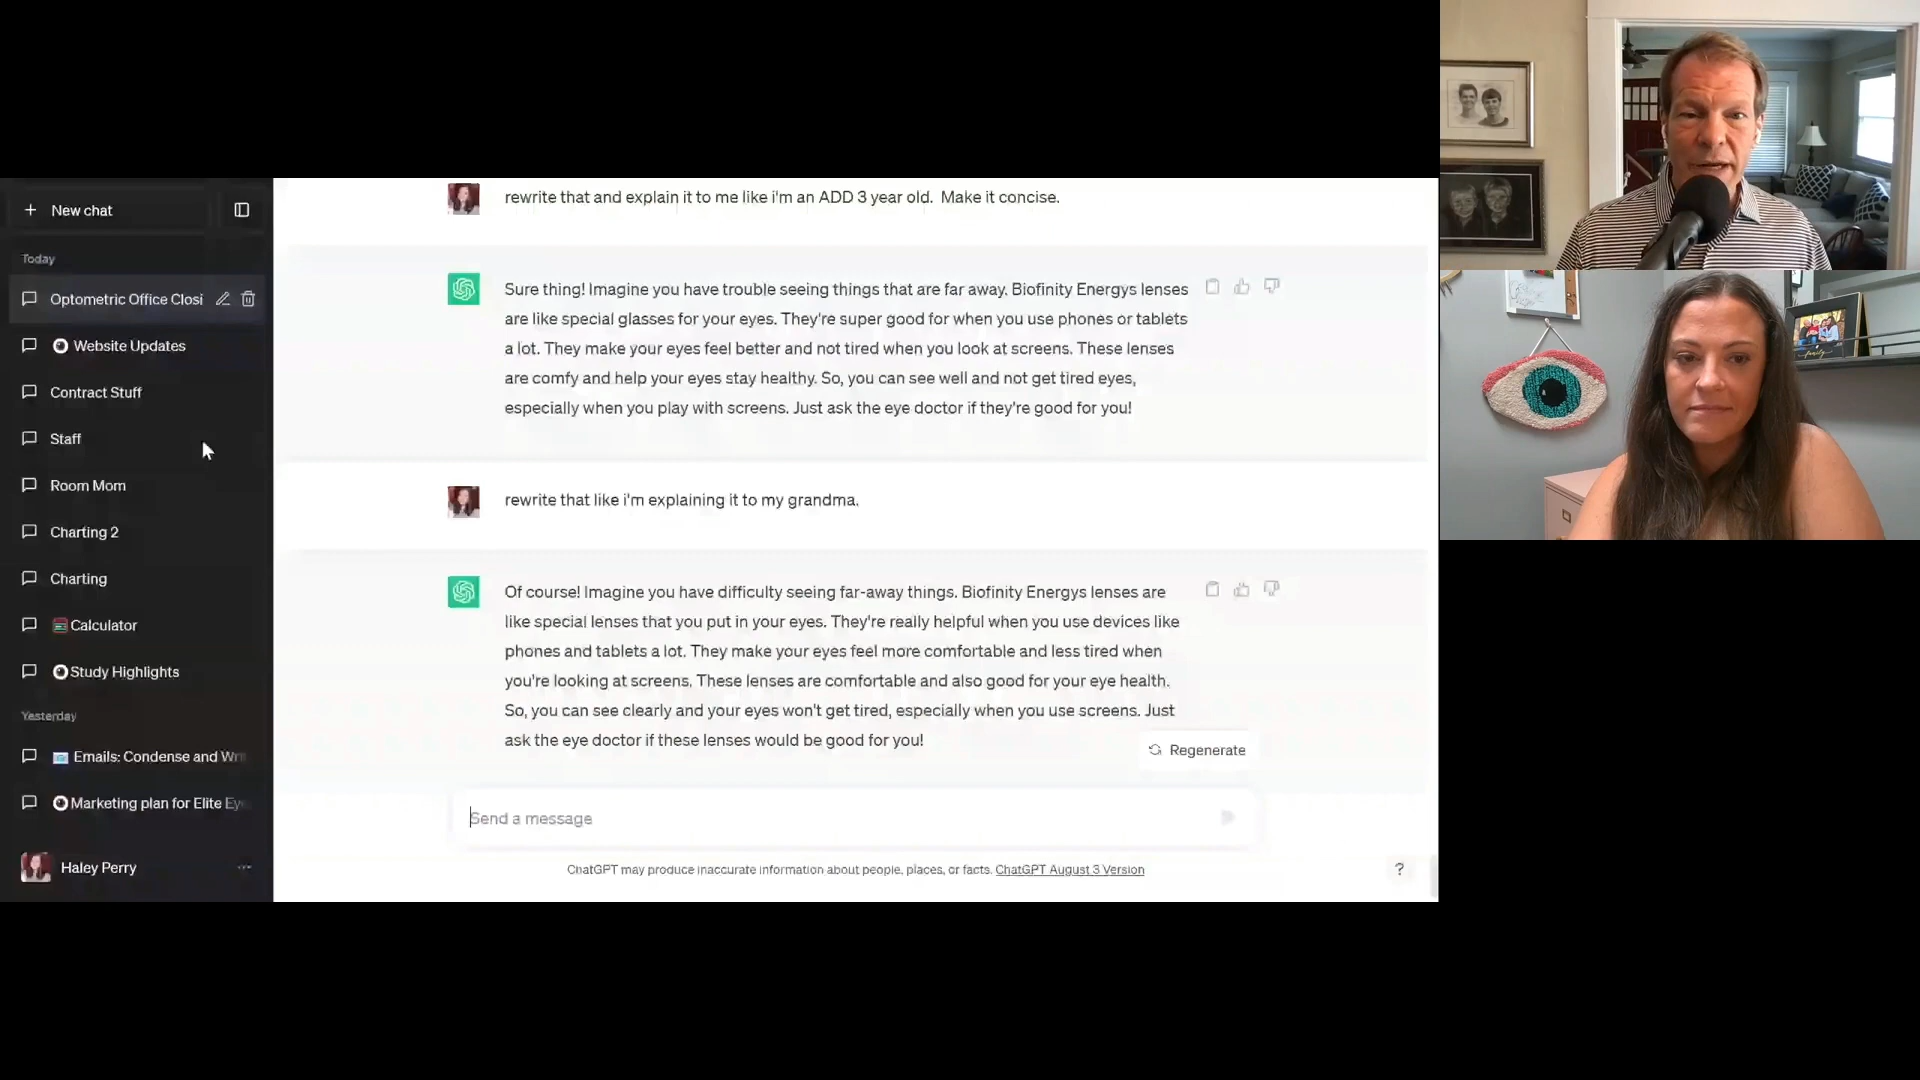 New chat
Today
Optometric Office Closi
Website Updates
Contract Stuff
Staff
Room Mom
Charting 2
Charting
Calculator
Study Highlights
Yesterday
Emails: Condense and Wri
Marketing plan for Elite Eye
Haley Perry
rewrite that and explain it to me like i'm an ADD 3 year old.  Make it concise.
Sure thing! Imagine you have trouble seeing things that are far away. Biofinity Energys lenses
are like special glasses for your eyes. They're super good for when you use phones or tablets
a lot. They make your eyes feel better and not tired when you look at screens. These lenses
are comfy and help your eyes stay healthy. So, you can see well and not get tired eyes,
especially when you play with screens. Just ask the eye doctor if they're good for you!
rewrite that like i'm explaining it to my grandma.
Of course! Imagine you have difficulty seeing far-away things. Biofinity Energys lenses are
like special lenses that you put in your eyes. They're really helpful when you use devices like
phones and tablets a lot. They make your eyes feel more comfortable and less tired when
you're looking at screens. These lenses are comfortable and also good for your eye health.
So, you can see clearly and your eyes won't get tired, especially when you use screens. Just
ask the eye doctor if these lenses would be good for you!
Regenerate
Send a message
ChatGPT may produce inaccurate information about people, places, or facts. ChatGPT August 3 Version
?
family